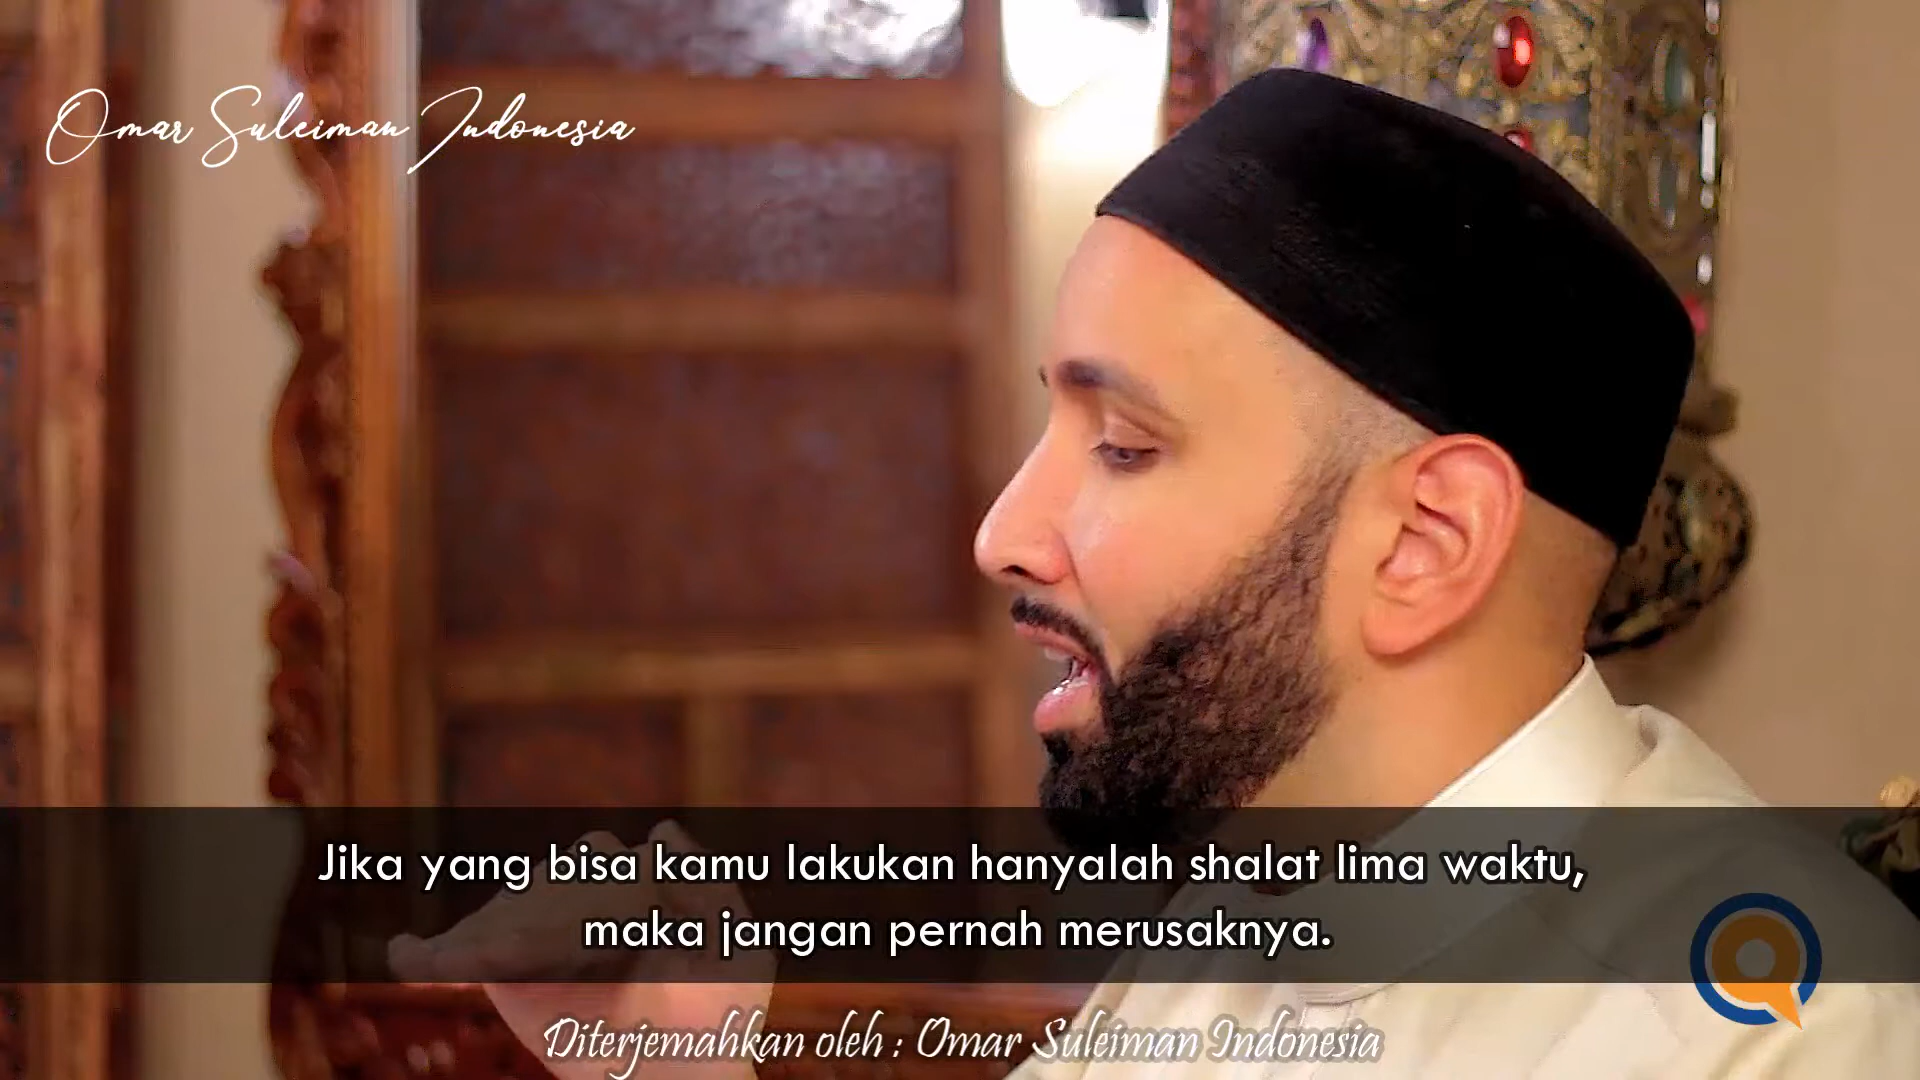 Omar Suleiman Indonesia
Jika yang bisa kamu lakukan hanyalah shalat lima waktu,
maka jangan pernah merusaknya.
Diterjemahkan oleh : Omar Suleiman Indonesia